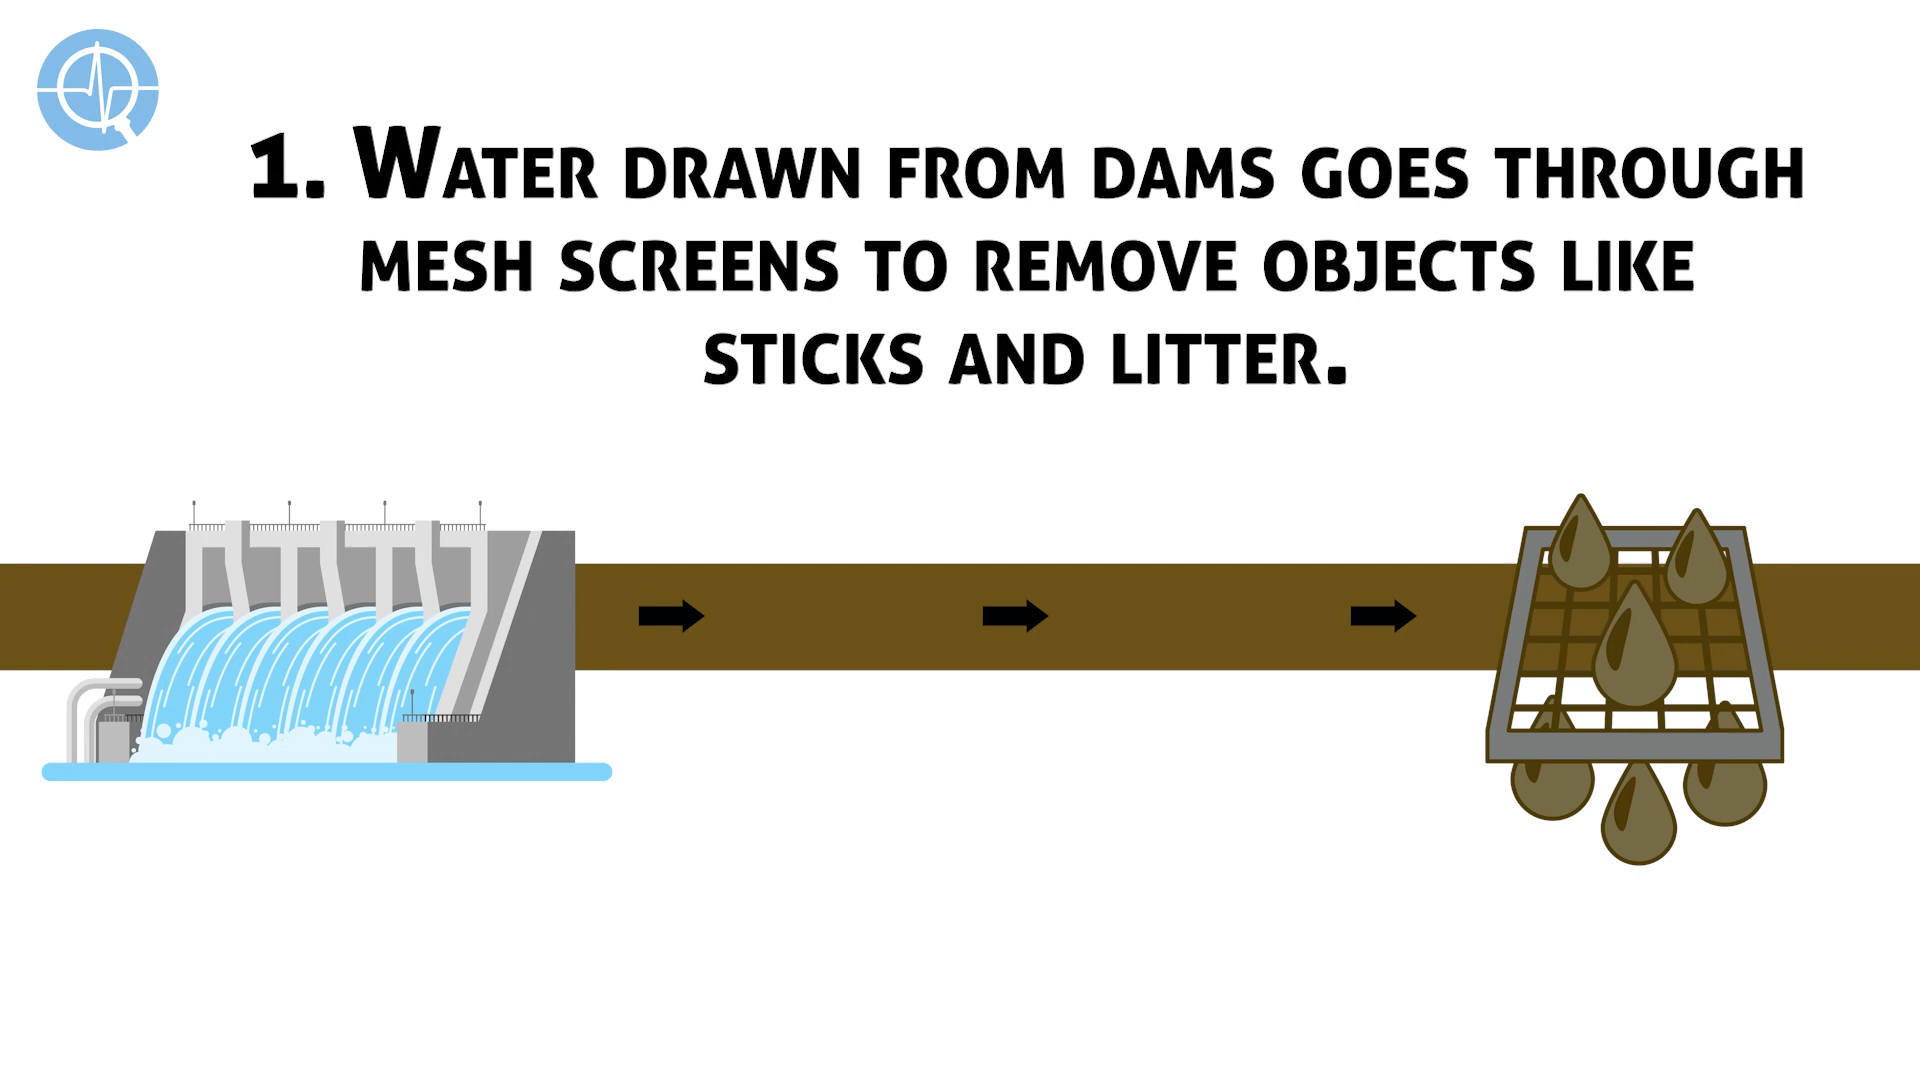 1. Water drawn from dams goes through
mesh screens to remove objects like
sticks and litter.